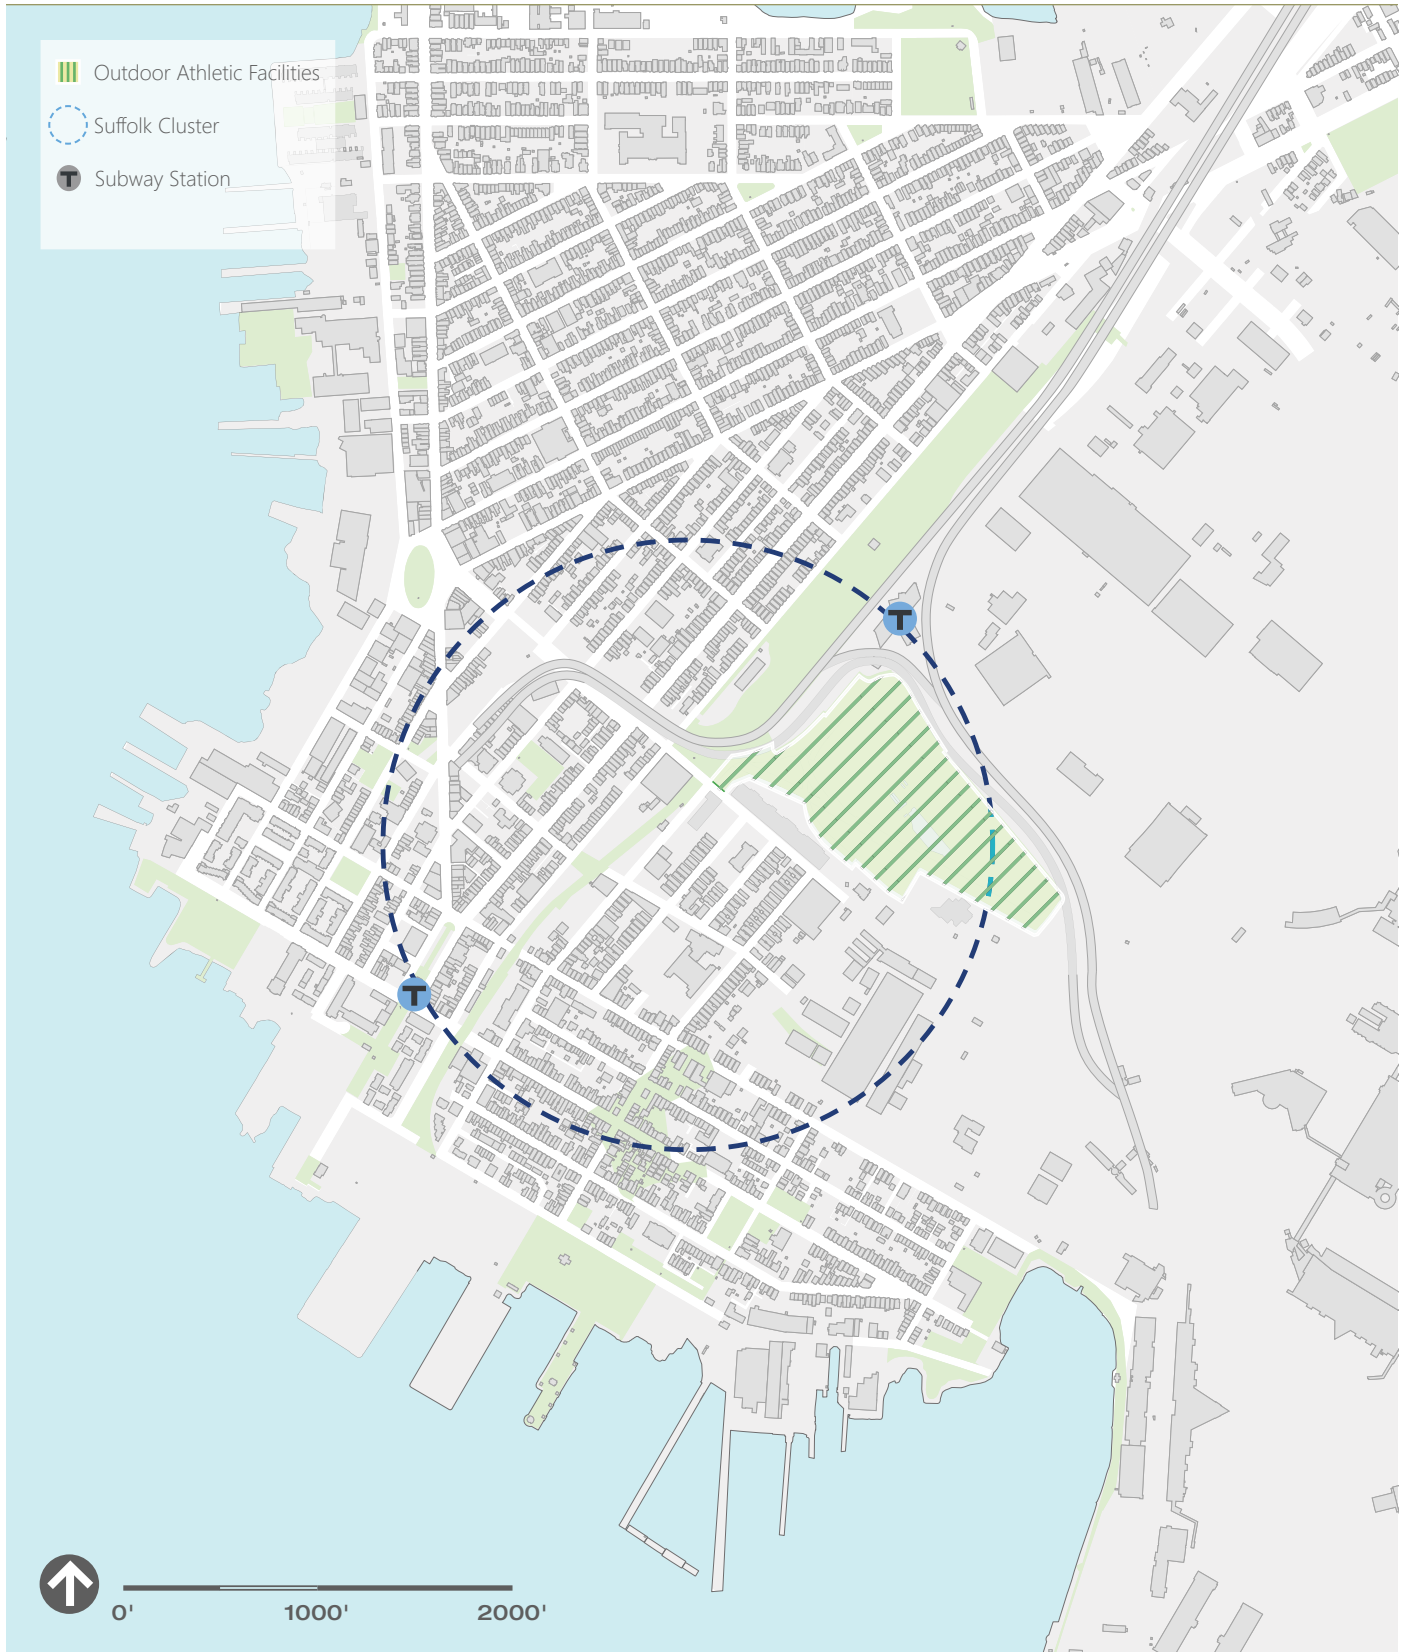 Outdoor Athletic Facilities
Suffolk Cluster
T Subway Station
T
T
0' 1000' 2000'